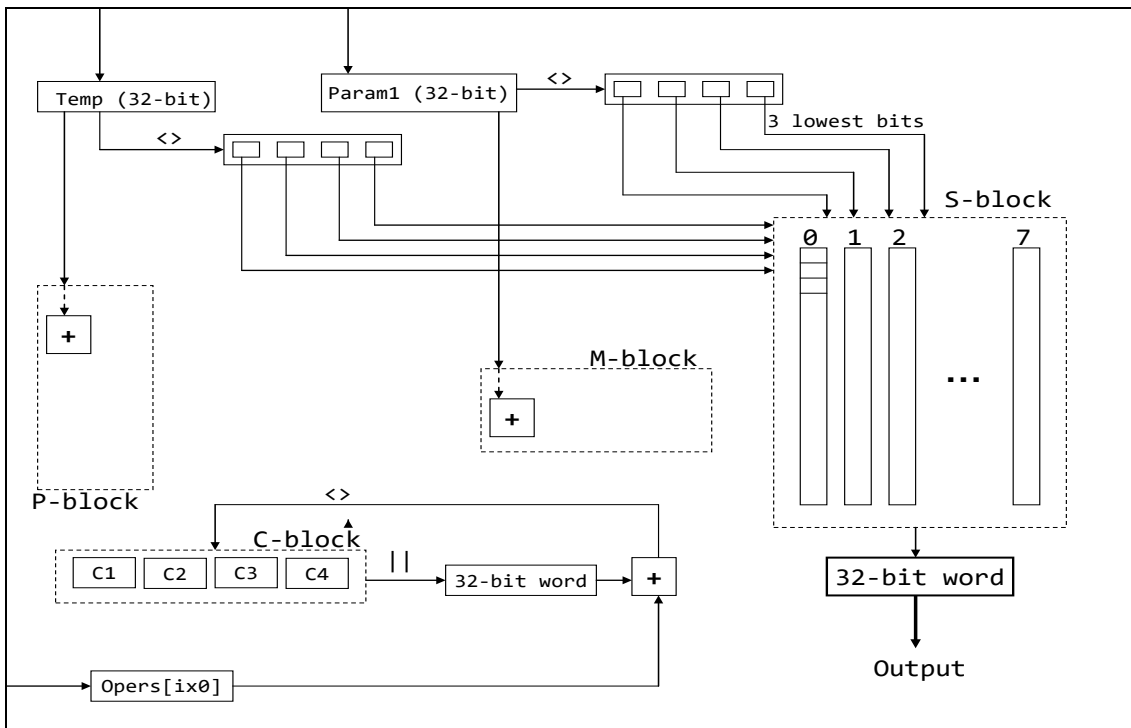 Temp (32-bit)
Param1 (32-bit)
<>
3 lowest bits
<>
S-block
0 1 2 7
+
...
M-block
+
P-block
<>
C-block
C1 C2 C3 C4
||
32-bit word
+
32-bit word
Opers[ix0]
Output